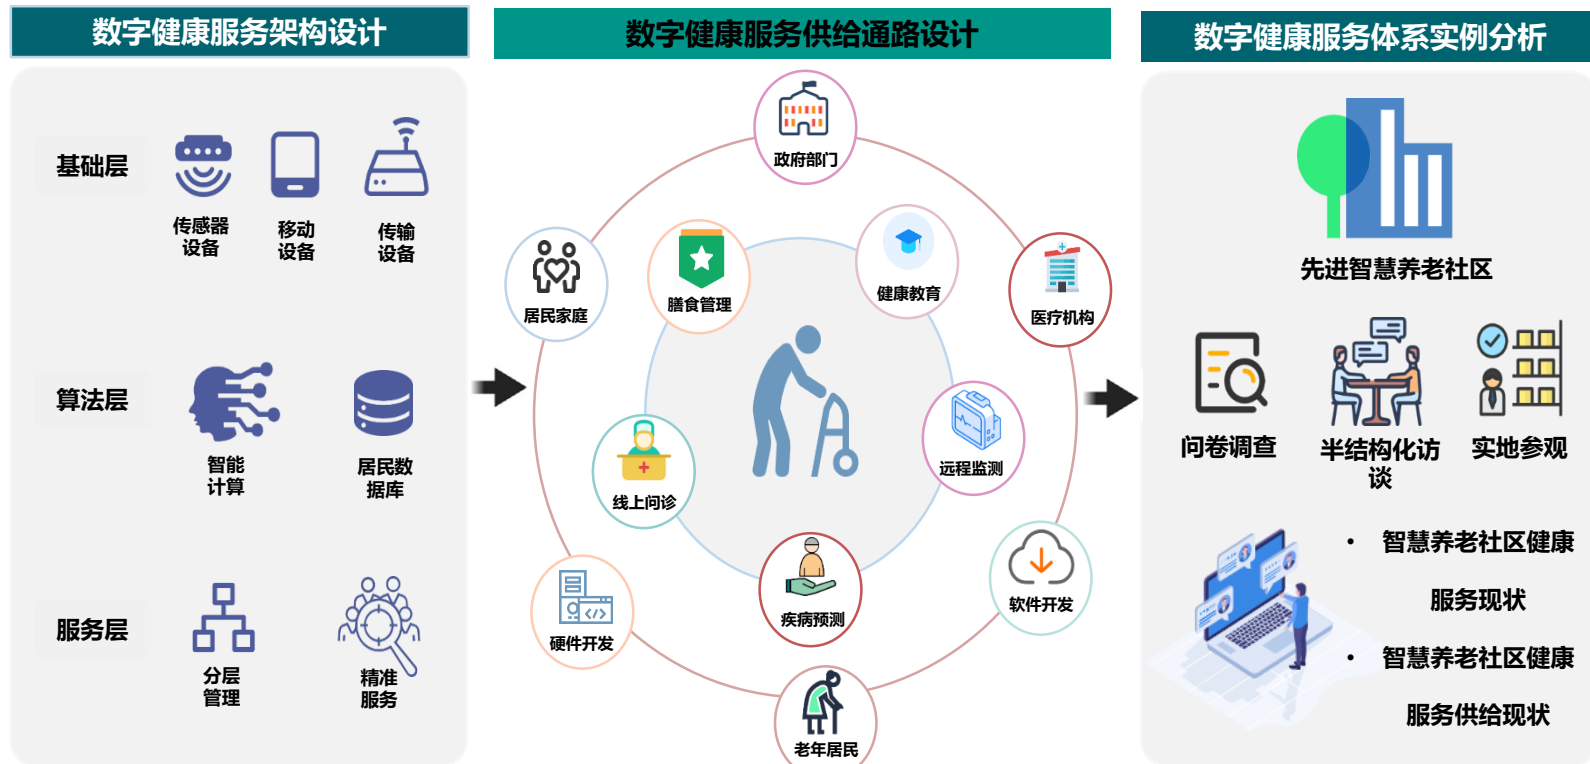 数字健康服务架构设计
基础层
传感器
设备
移动
设备
传输
设备
算法层
智能
计算
居民数
据库
服务层
分层
管理
精准
服务
数字健康服务供给通路设计
政府部门
居民家庭
膳食管理
健康教育
医疗机构
线上问诊
远程监测
硬件开发
疾病预测
软件开发
老年居民
数字健康服务体系实例分析
先进智慧养老社区
问卷调查
半结构化访
谈
实地参观
• 智慧养老社区健康
服务现状
• 智慧养老社区健康
服务供给现状